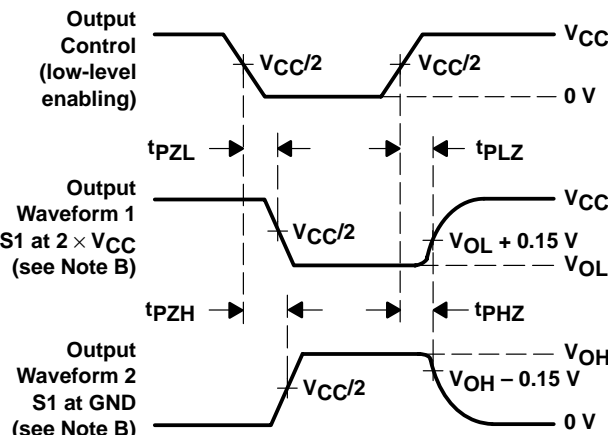 Output
Control
(low-level
enabling)
VCC
VCC/2
VCC/2
0 V
tPZL
tPLZ
Output
Waveform 1
S1 at 2 × VCC
(see Note B)
VCC
VCC/2
VOL + 0.15 V
VOL
tPZH
tPHZ
Output
Waveform 2
S1 at GND
(see Note B)
VOH
VCC/2
VOH – 0.15 V
0 V